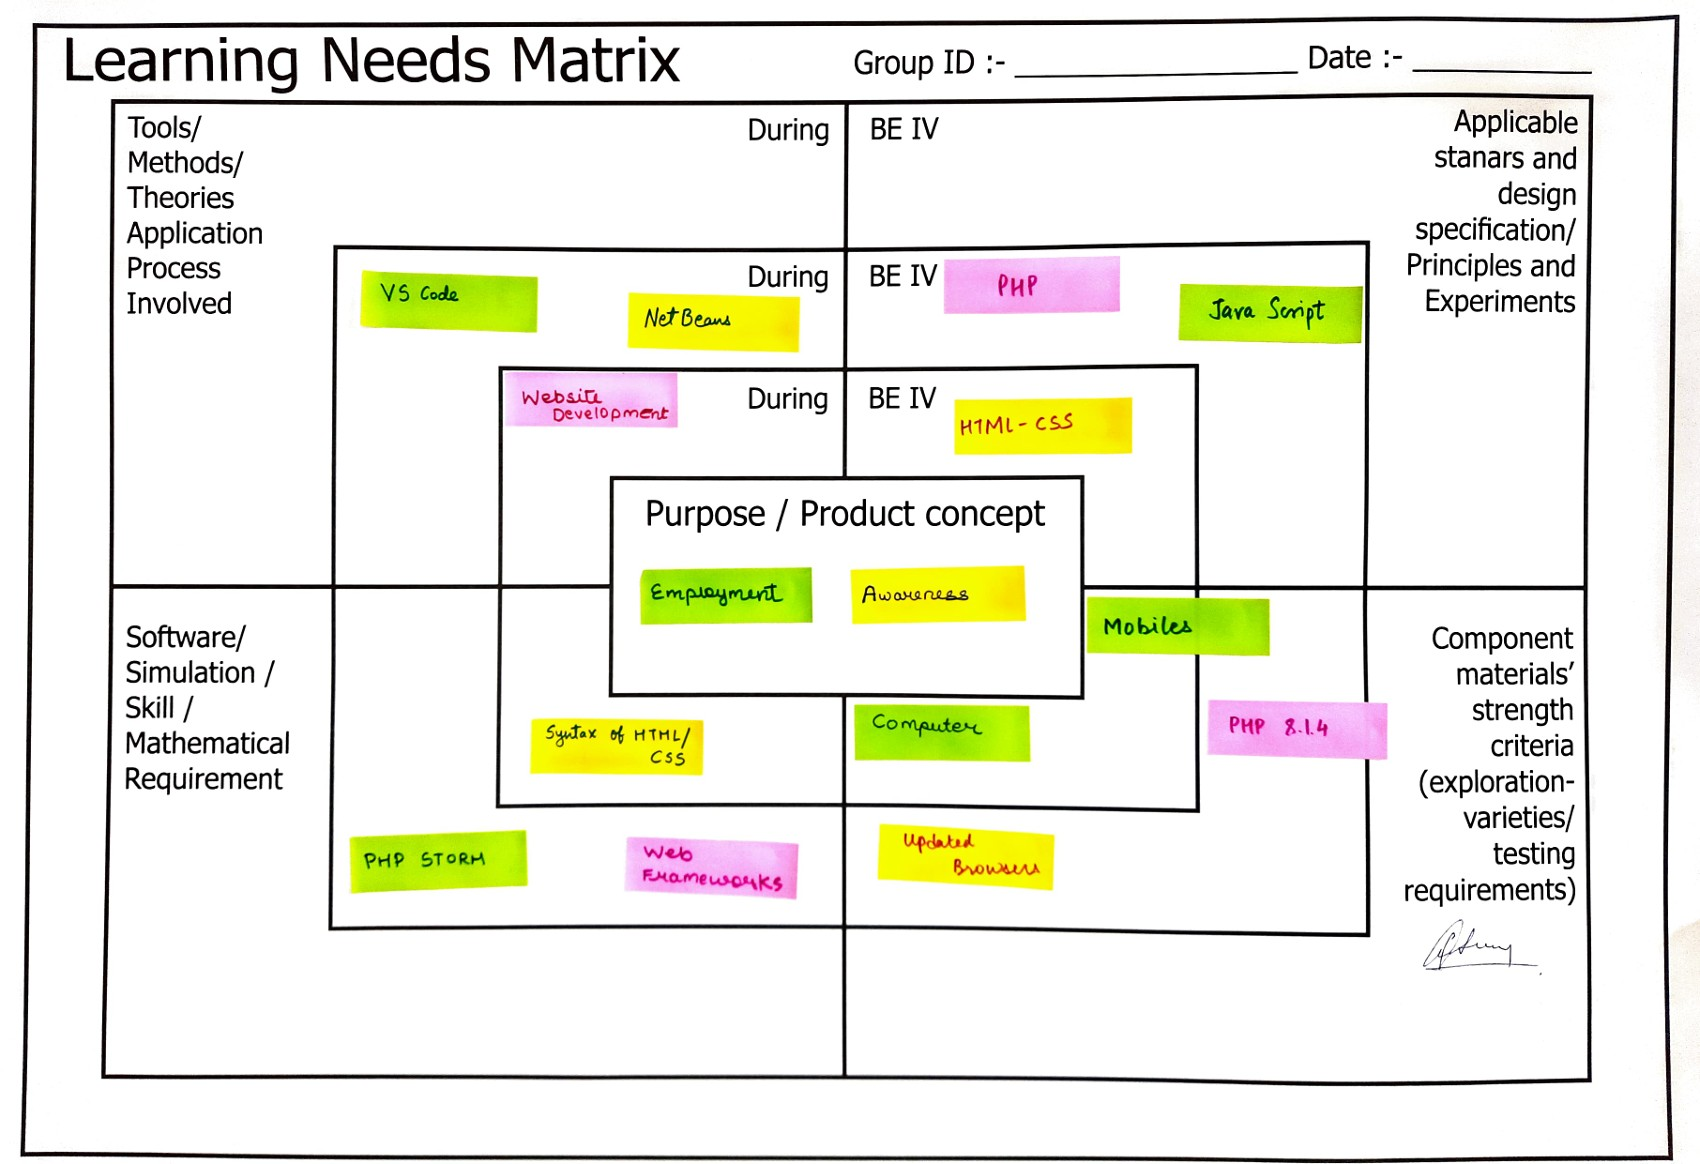 Learning Needs Matrix
Group ID :- ____________________ Date :- ____________
Tools/
Methods/
Theories
Application
Process
Involved
During
BE IV
Applicable
stanars and
design
specification/
Principles and
Experiments
VS Code
Net Beans
During
BE IV
PHP
Java Script
Website
Development
During
BE IV
HTML-CSS
Purpose / Product concept
Employment
Awareness
Mobiles
Software/
Simulation /
Skill /
Mathematical
Requirement
Syntax of HTML/
CSS
Computer
PHP 8.1.4
Component
materials’
strength
criteria
(exploration-
varieties/
testing
requirements)
PHP STORM
Web
Frameworks
Updated
Browsers